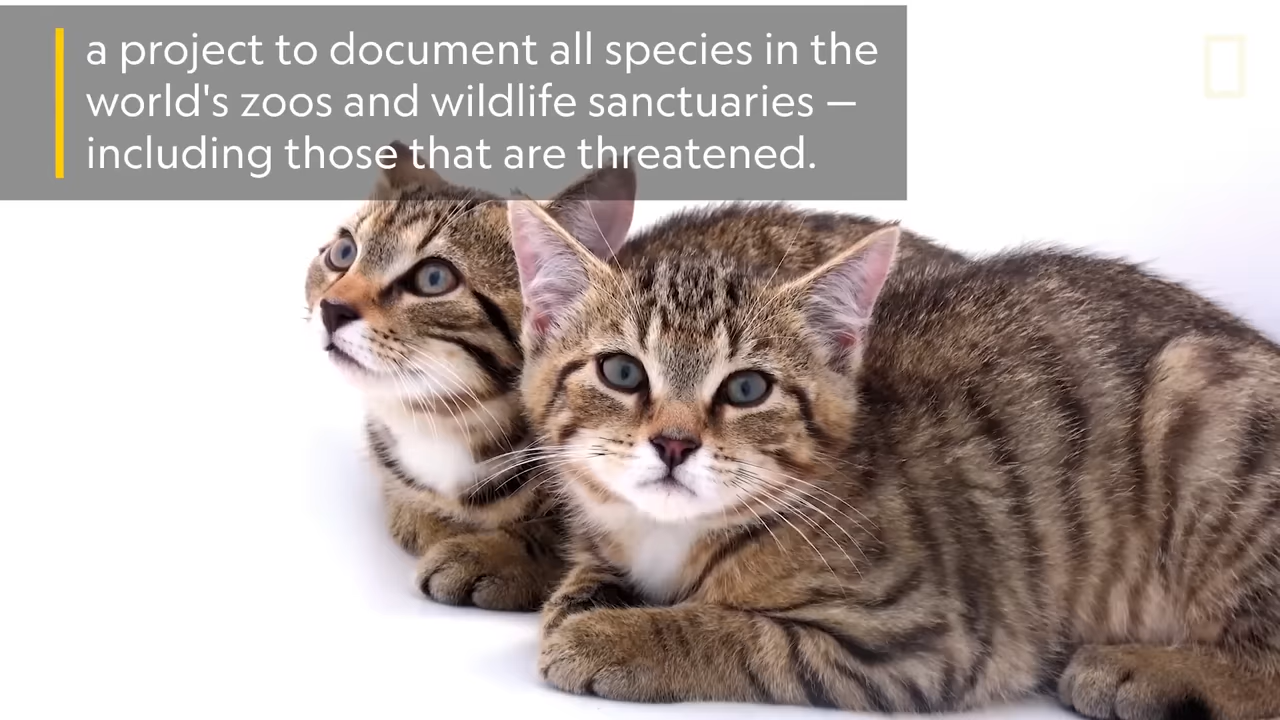 a project to document all species in the
world's zoos and wildlife sanctuaries —
including those that are threatened.